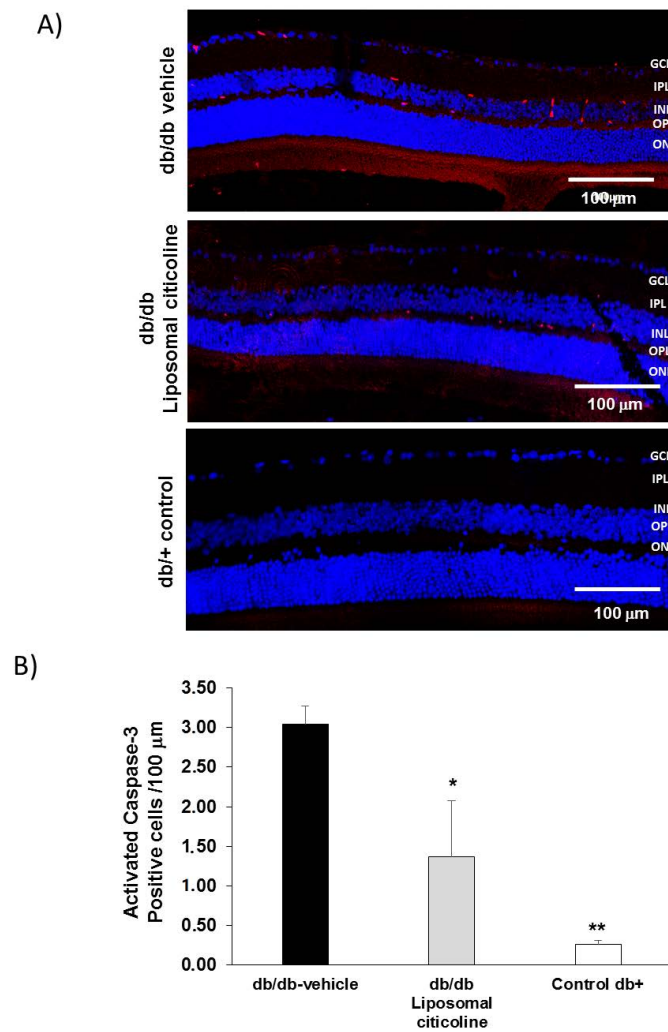 A)
db/db vehicle
GCL
IPL
INL
OPL
ON
100 µm
db/db
Liposomal citicoline
GCL
IPL
INL
OPL
ONL
100 µm
db/+ control
GCL
IPL
INL
OPL
ON
100 µm
B)
Activated Caspase-3
Positive cells /100 µm
3.50
3.00
2.50
2.00
1.50
1.00
0.50
0.00
*
**
db/db-vehicle
db/db
Liposomal
citicoline
Control db+